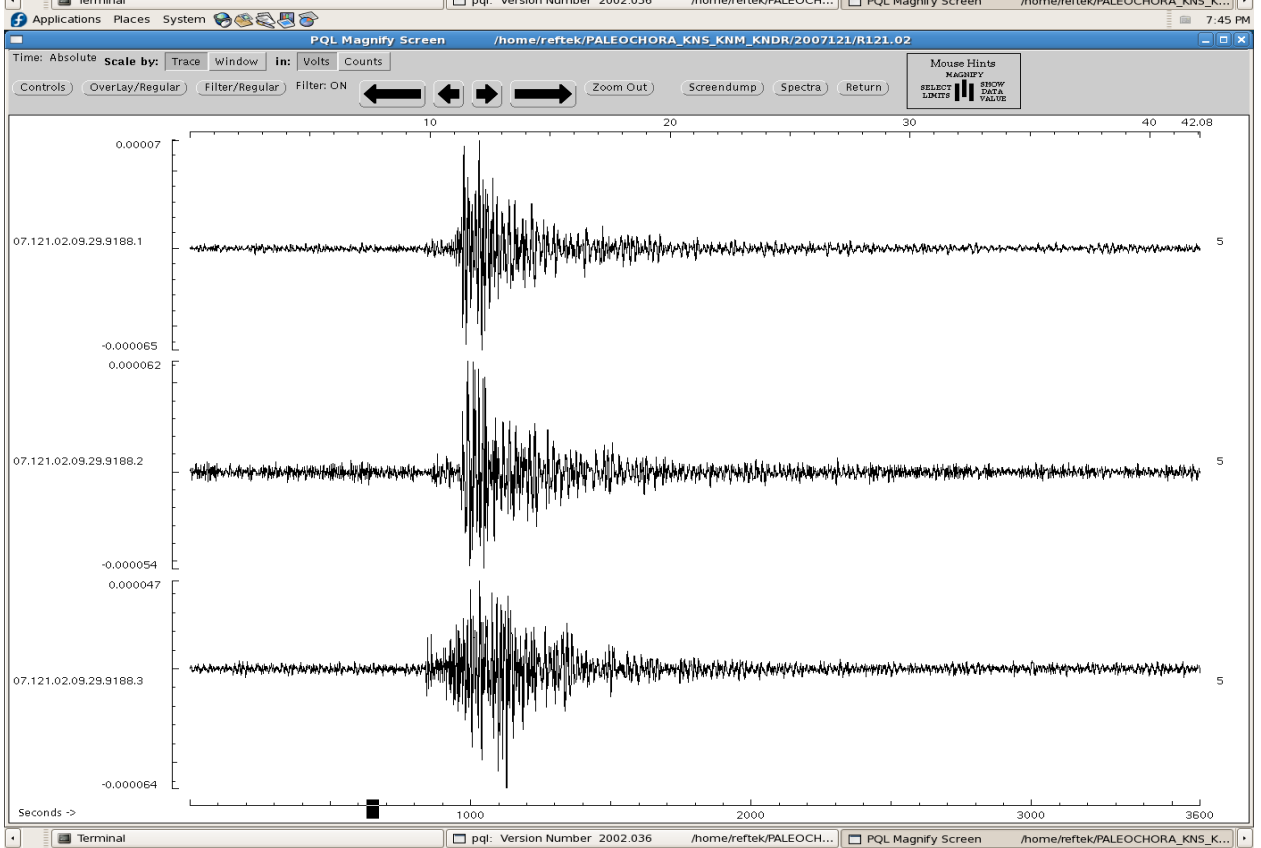 Terminal pql: Version Number 2002.036 /home/reftek/PALEOCH... PQL Magnify Screen /home/reftek/PALEOCHORA_KNS_K...
Applications Places System 7:45 PM
PQL Magnify Screen /home/reftek/PALEOCHORA_KNS_KNM_KNDR/2007121/R121.02
Time: Absolute Scale by: Trace Window in: Volts Counts
Controls OverLay/Regular Filter/Regular Filter: ON Zoom Out Screendump Spectra Return
Mouse Hints
MAGNIFY
SELECT LIMITS SHOW DATA VALUE
10 20 30 40 42.08
0.00007
07.121.02.09.29.9188.1 5
-0.000065
0.000062
07.121.02.09.29.9188.2 5
-0.000054
0.000047
07.121.02.09.29.9188.3 5
-0.000064
Seconds -> 1000 2000 3000 3600
Terminal pql: Version Number 2002.036 /home/reftek/PALEOCH... PQL Magnify Screen /home/reftek/PALEOCHORA_KNS_K...